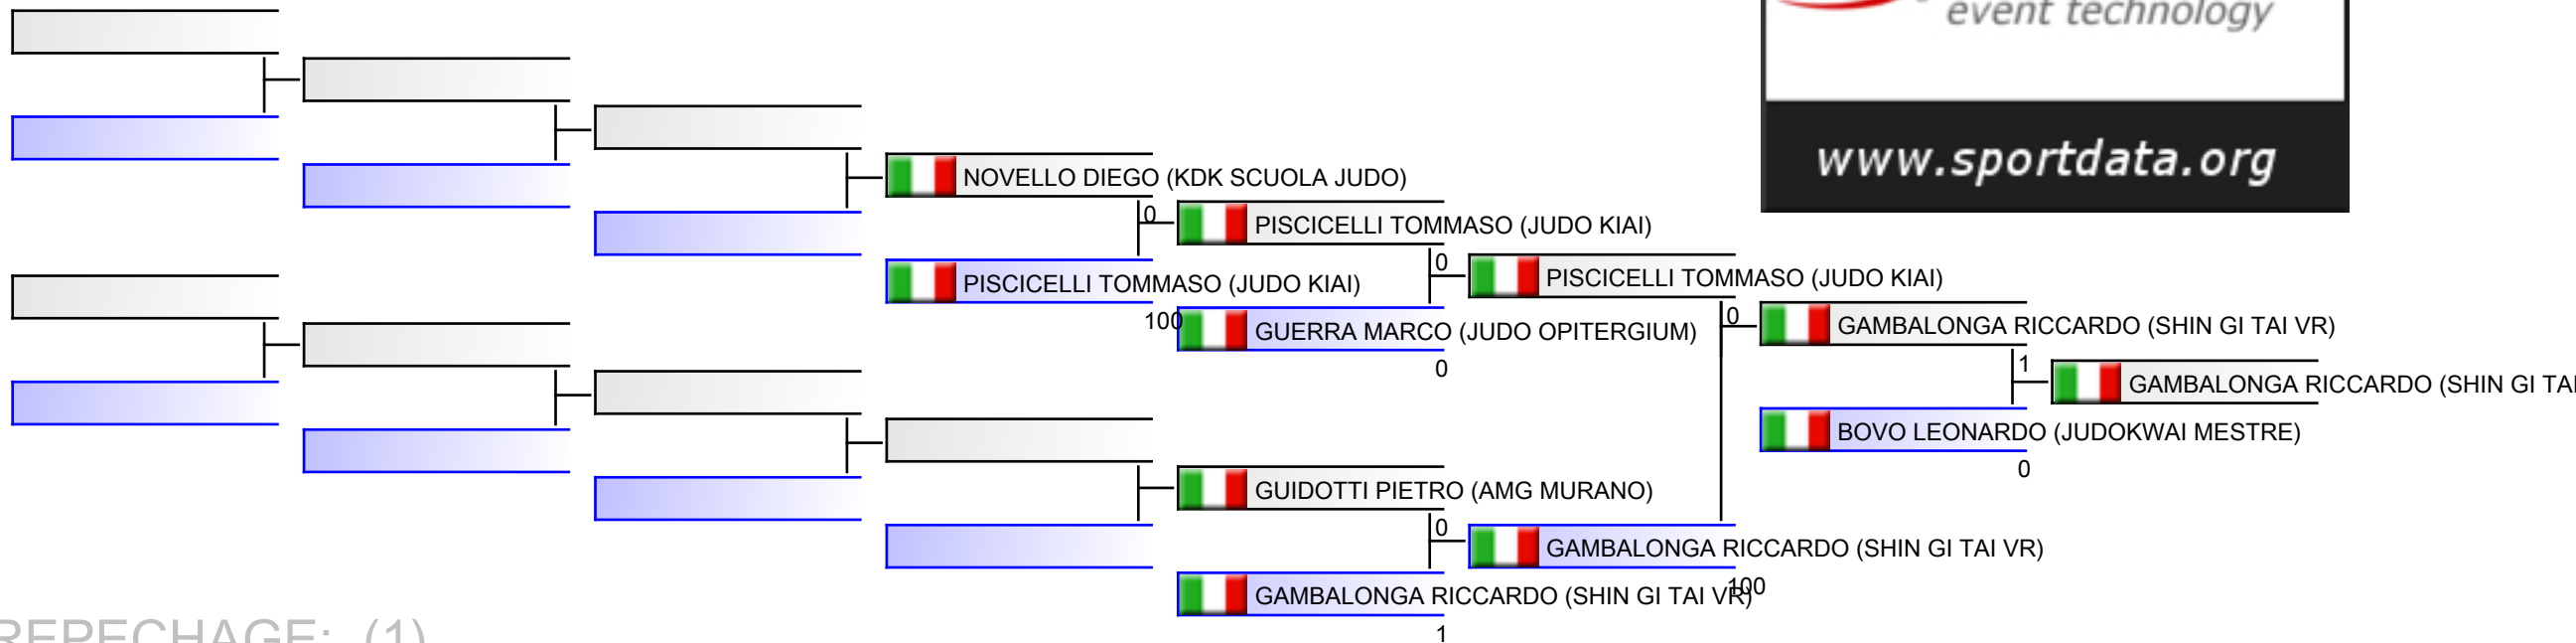 event technology
www.sportdata.org
NOVELLO DIEGO (KDK SCUOLA JUDO)
0
PISCICELLI TOMMASO (JUDO KIAI)
PISCICELLI TOMMASO (JUDO KIAI)
100
0
PISCICELLI TOMMASO (JUDO KIAI)
GUERRA MARCO (JUDO OPITERGIUM)
0
0
GAMBALONGA RICCARDO (SHIN GI TAI VR)
1
GAMBALONGA RICCARDO (SHIN GI TAI
BOVO LEONARDO (JUDOKWAI MESTRE)
0
GUIDOTTI PIETRO (AMG MURANO)
0
GAMBALONGA RICCARDO (SHIN GI TAI VR)
100
GAMBALONGA RICCARDO (SHIN GI TAI VR)
1
REPECHAGE: (1)